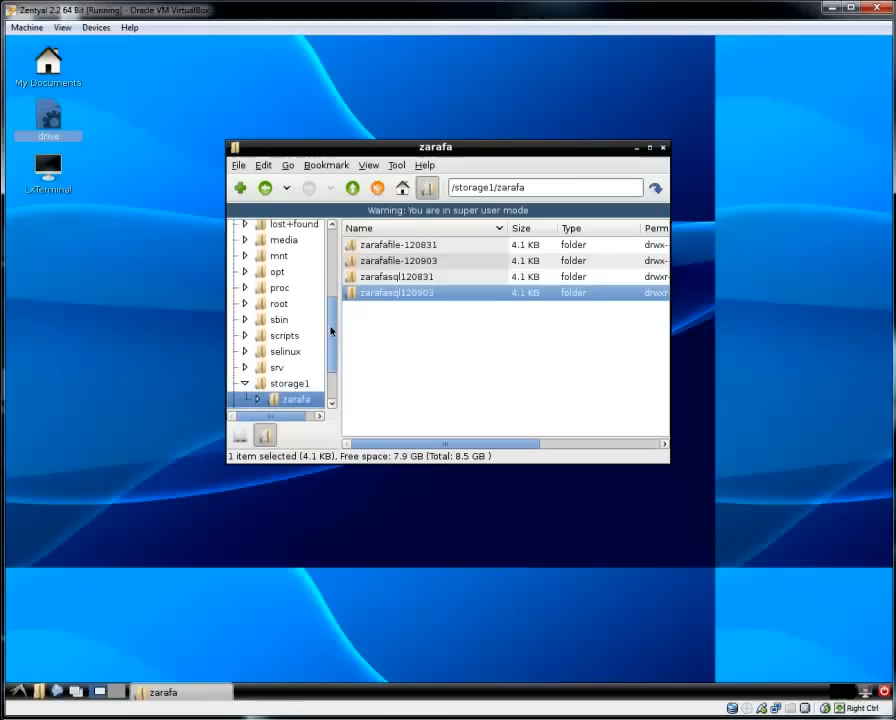 Zentyal 2.2 64 Bit [Running] - Oracle VM VirtualBox
Machine View Devices Help
My Documents
drive
LXTerminal
zarafa
File Edit Go Bookmark View Tool Help
/storage1/zarafa
Warning: You are in super user mode
lost+found
media
mnt
opt
proc
root
sbin
scripts
selinux
srv
storage1
zarafa
Name Size Type Perm
zarafafile-120831 4.1 KB folder drwx--
zarafafile-120903 4.1 KB folder drwx--
zarafasql120831 4.1 KB folder drwxr-
zarafasql120903 4.1 KB folder drwxr
1 item selected (4.1 KB), Free space: 7.9 GB (Total: 8.5 GB )
zarafa
Right Ctrl